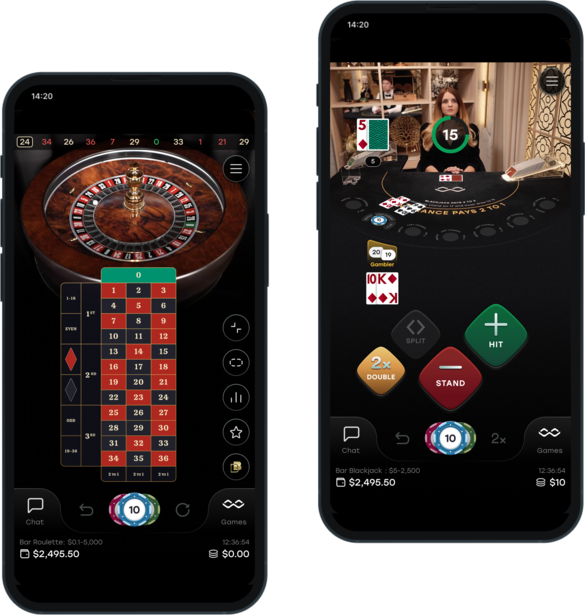 14:20
24 34 26 36 7 29 0 33 1 21 29
0
1 2 3
4 5 6
7 8 9
10 11 12
13 14 15
16 17 18
19 20 21
22 23 24
25 26 27
28 29 30
31 32 33
34 35 36
2 to 1 2 to 1 2 to 1
1-18
EVEN
ODD
19-36
1ST
2ND
3RD
Chat
10
Games
Bar Roulette: $0.1-5,000
12:36:54
$2,495.50
$0.00
14:20
5
15
5
INSURANCE PAYS 2 TO 1
20 19
Gambler
10 K
SPLIT
HIT
2x
DOUBLE
STAND
Chat
10
2x
Games
Bar Blackjack : $5-2,500
12:36:54
$2,495.50
$10